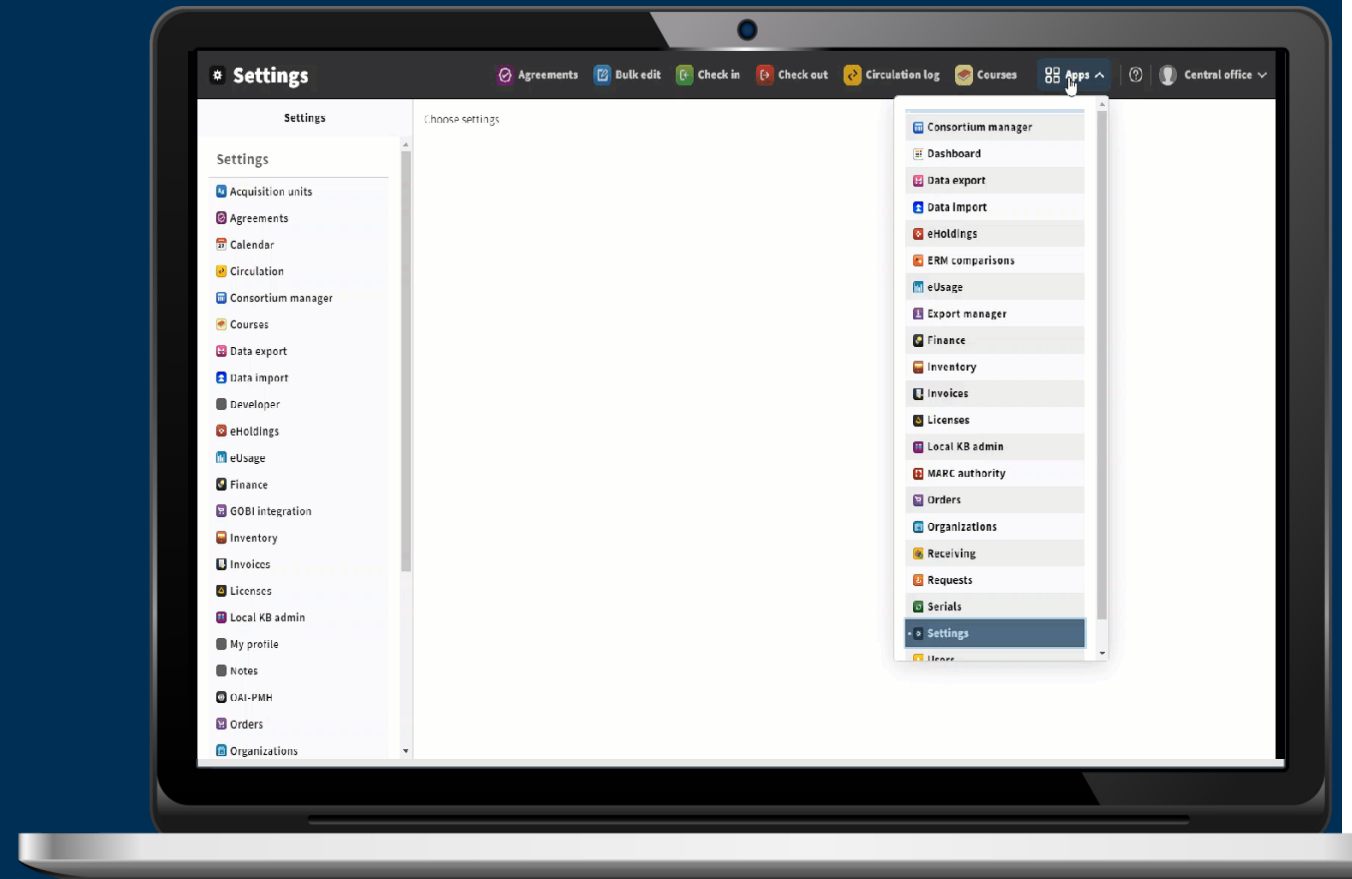 Settings
Agreements
Bulk edit
Check in
Check out
Circulation log
Courses
Apps
Central office
Settings
Choose settings
Settings
Acquisition units
Agreements
Calendar
Circulation
Consortium manager
Courses
Data export
Data import
Developer
eHoldings
eUsage
Finance
GOBI integration
Inventory
Invoices
Licenses
Local KB admin
My profile
Notes
OAI-PMH
Orders
Organizations
Consortium manager
Dashboard
Data export
Data import
eHoldings
ERM comparisons
eUsage
Export manager
Finance
Inventory
Invoices
Licenses
Local KB admin
MARC authority
Orders
Organizations
Receiving
Requests
Serials
Settings
Users